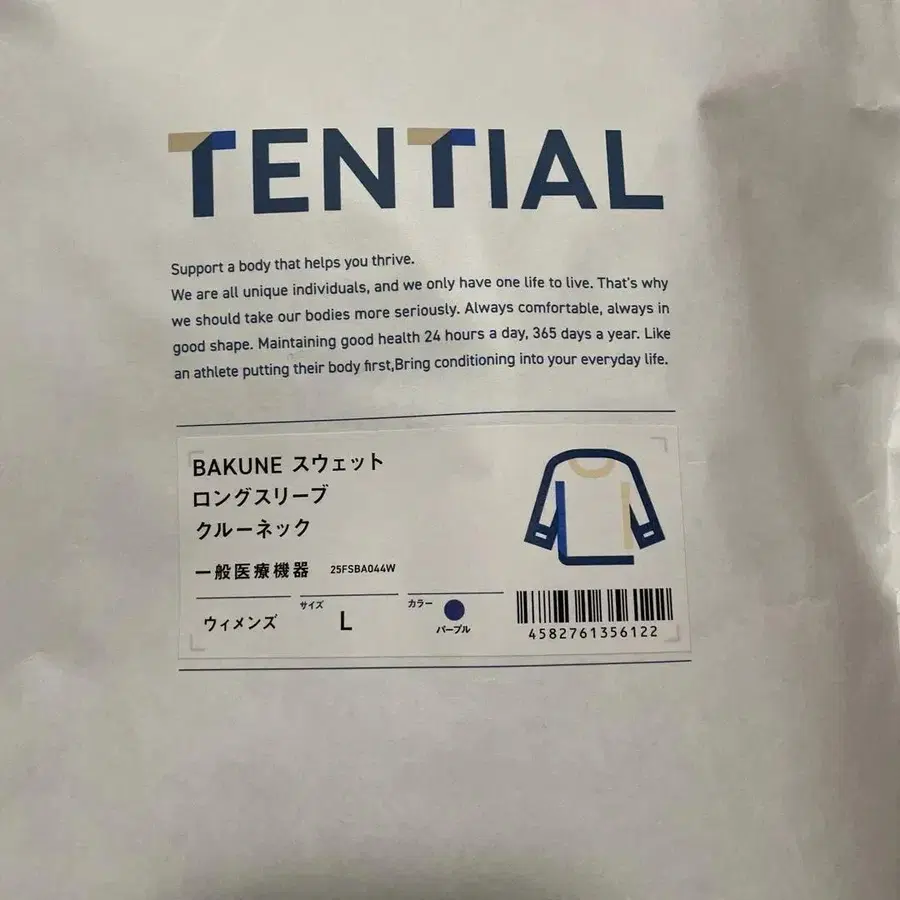 TENTIAL
Support a body that helps you thrive.
We are all unique individuals, and we only have one life to live. That's why
we should take our bodies more seriously. Always comfortable, always in
good shape. Maintaining good health 24 hours a day, 365 days a year. Like
an athlete putting their body first,Bring conditioning into your everyday life.
BAKUNE スウェット
ロングスリーブ
クルーネック
一般医療機器 25FSBA044W
ウィメンズ
サイズ
L
カラー
パープル
4582761356122